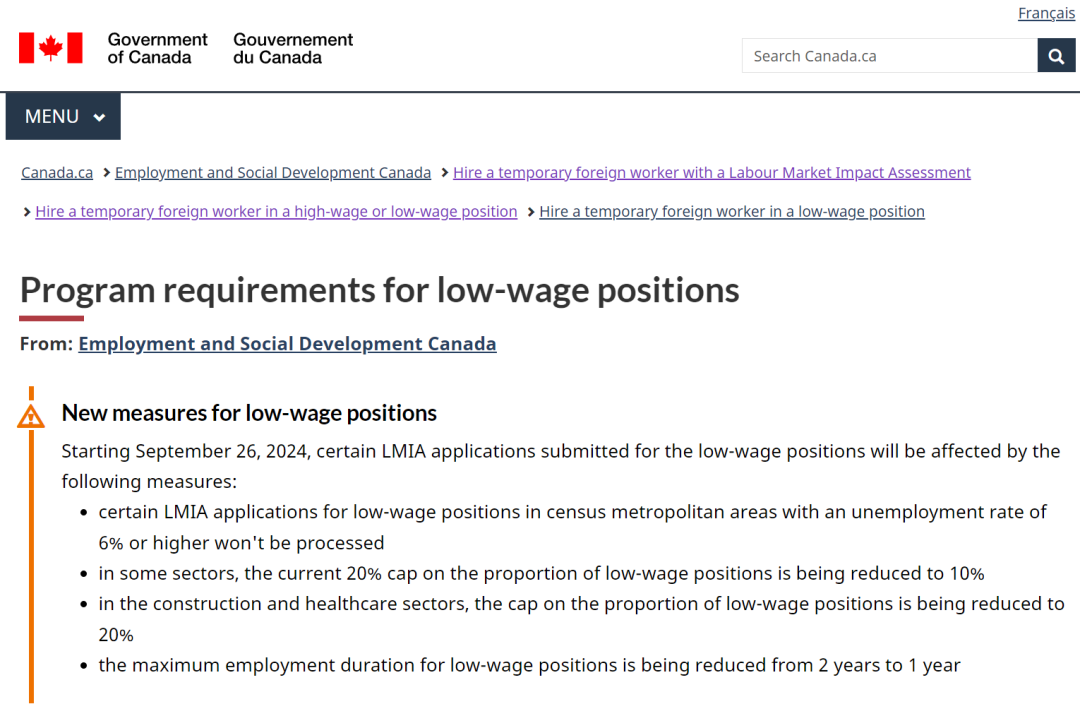 Français
Government
of Canada
Gouvernement
du Canada
Search Canada.ca
MENU
Canada.ca > Employment and Social Development Canada > Hire a temporary foreign worker with a Labour Market Impact Assessment
> Hire a temporary foreign worker in a high-wage or low-wage position > Hire a temporary foreign worker in a low-wage position
Program requirements for low-wage positions
From: Employment and Social Development Canada
New measures for low-wage positions
Starting September 26, 2024, certain LMIA applications submitted for the low-wage positions will be affected by the
following measures:
• certain LMIA applications for low-wage positions in census metropolitan areas with an unemployment rate of
6% or higher won't be processed
• in some sectors, the current 20% cap on the proportion of low-wage positions is being reduced to 10%
• in the construction and healthcare sectors, the cap on the proportion of low-wage positions is being reduced to
20%
• the maximum employment duration for low-wage positions is being reduced from 2 years to 1 year